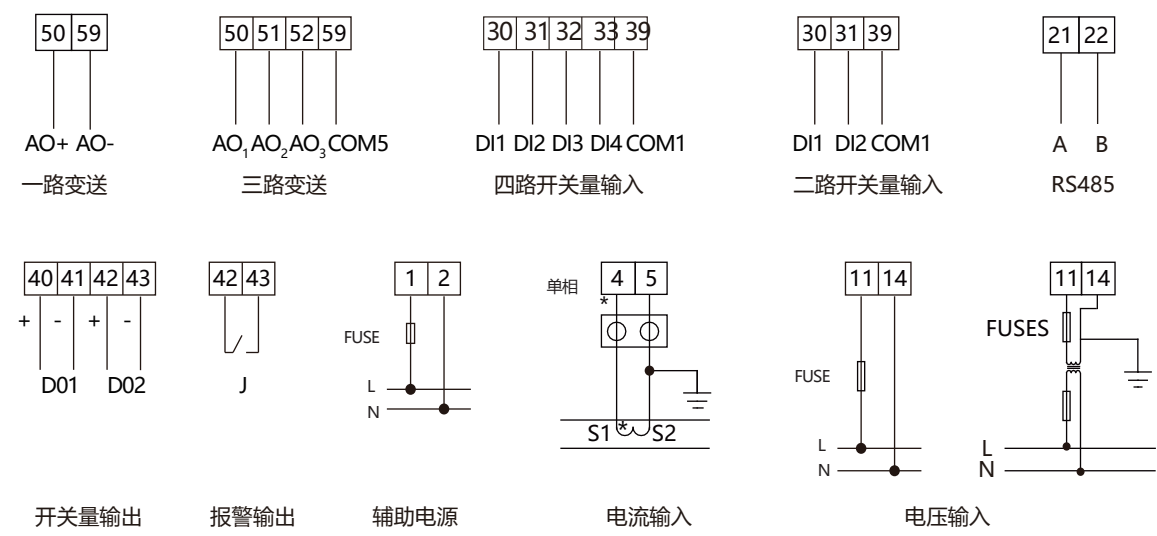 50 59
50 51 52 59
30 31 32 33 39
30 31 39
21 22
AO+ AO-
AO1 AO2 AO3 COM5
DI1 DI2 DI3 DI4 COM1
DI1 DI2 COM1
A B
一路变送
三路变送
四路开关量输入
二路开关量输入
RS485
40 41 42 43
42 43
1 2
单相
4 5
11 14
11 14
*
+ - + -
FUSE
FUSES
FUSE
D01 D02
J
L
N
S1 * S2
L
N
L
N
开关量输出
报警输出
辅助电源
电流输入
电压输入